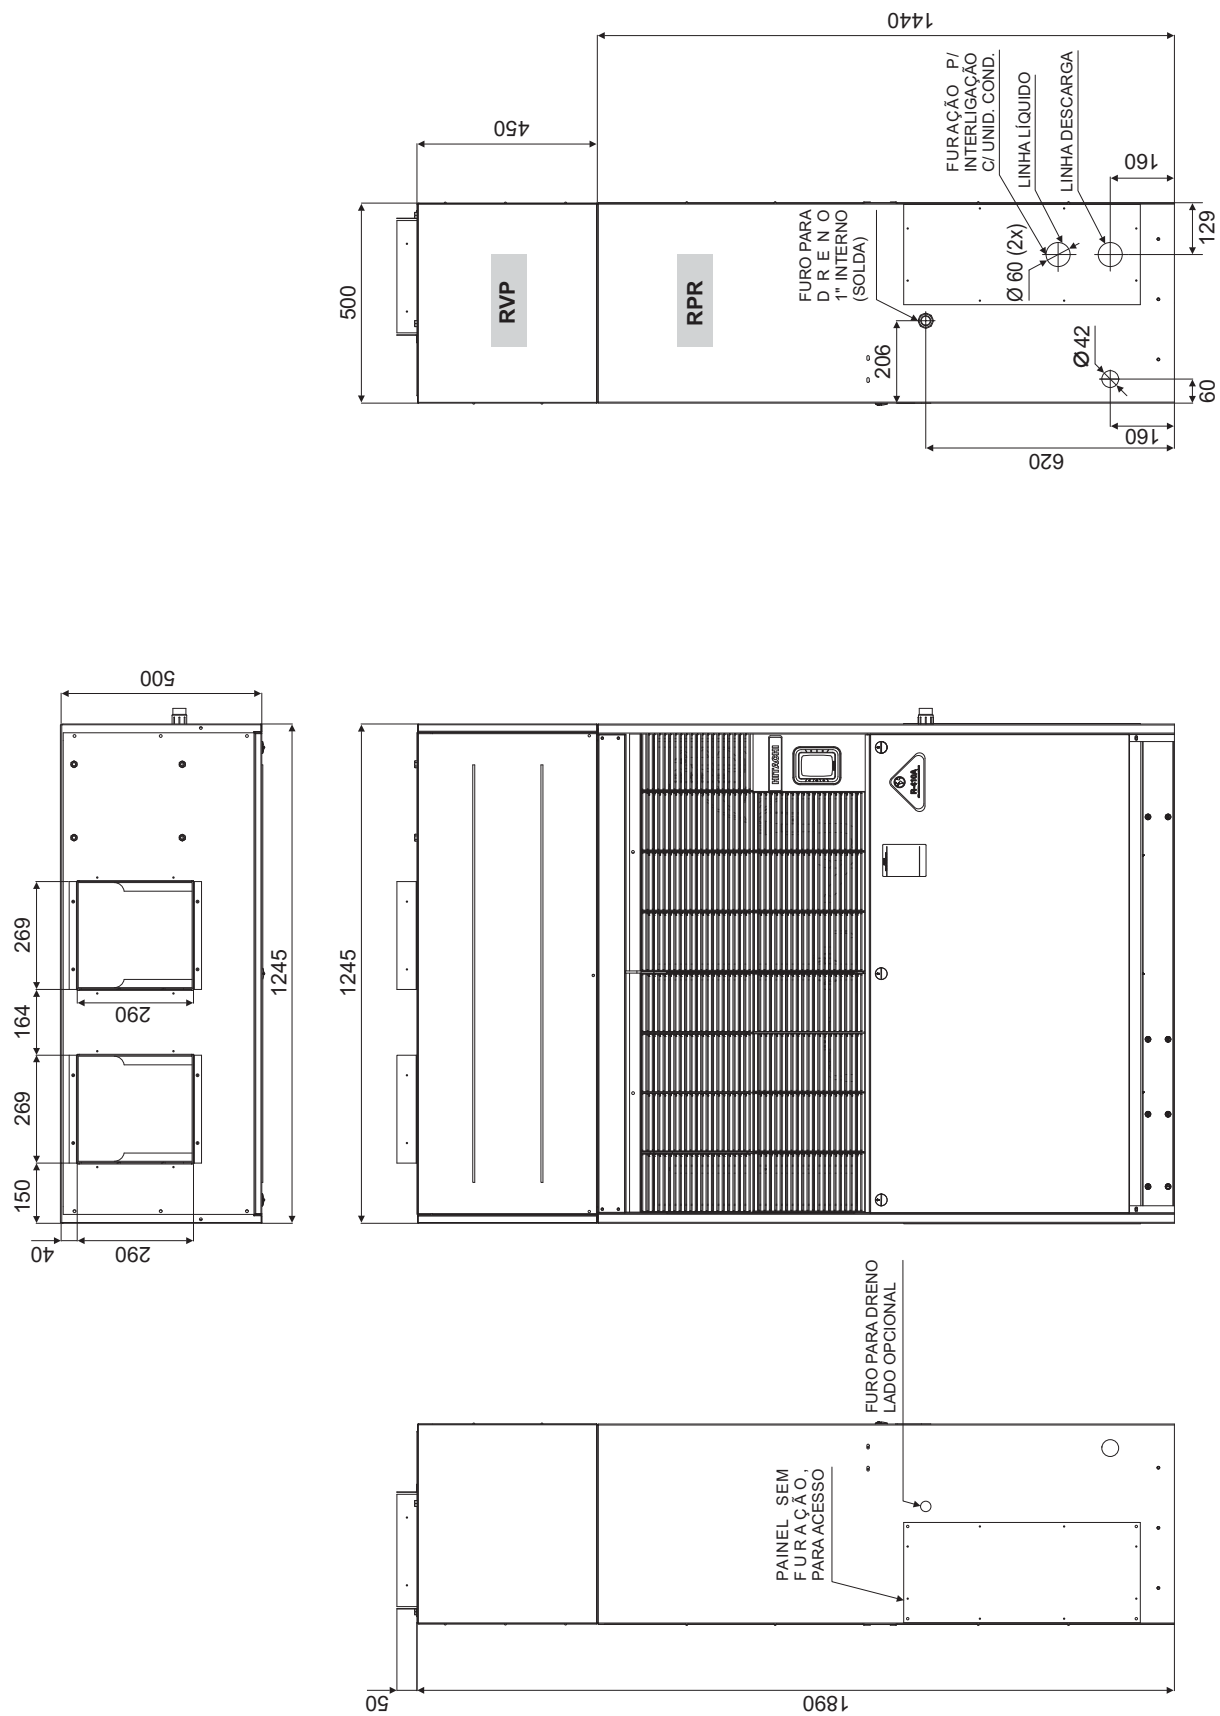 1440
450
500
RVP
RPR
FURAÇÃO P/
INTERLIGAÇÃO
C/ UNID. COND.
LINHA LÍQUIDO
LINHA DESCARGA
160
129
FURO PARA
D R E N O
1" INTERNO
(SOLDA)
Ø 60 (2x)
206
Ø 42
60
160
620
500
1245
269
164
269
150
290
290
40
1245
HITACHI
R-410A
FURO PARA DRENO
LADO OPCIONAL
PAINEL SEM
F U R A Ç Ã O ,
PARA ACESSO
50
1890